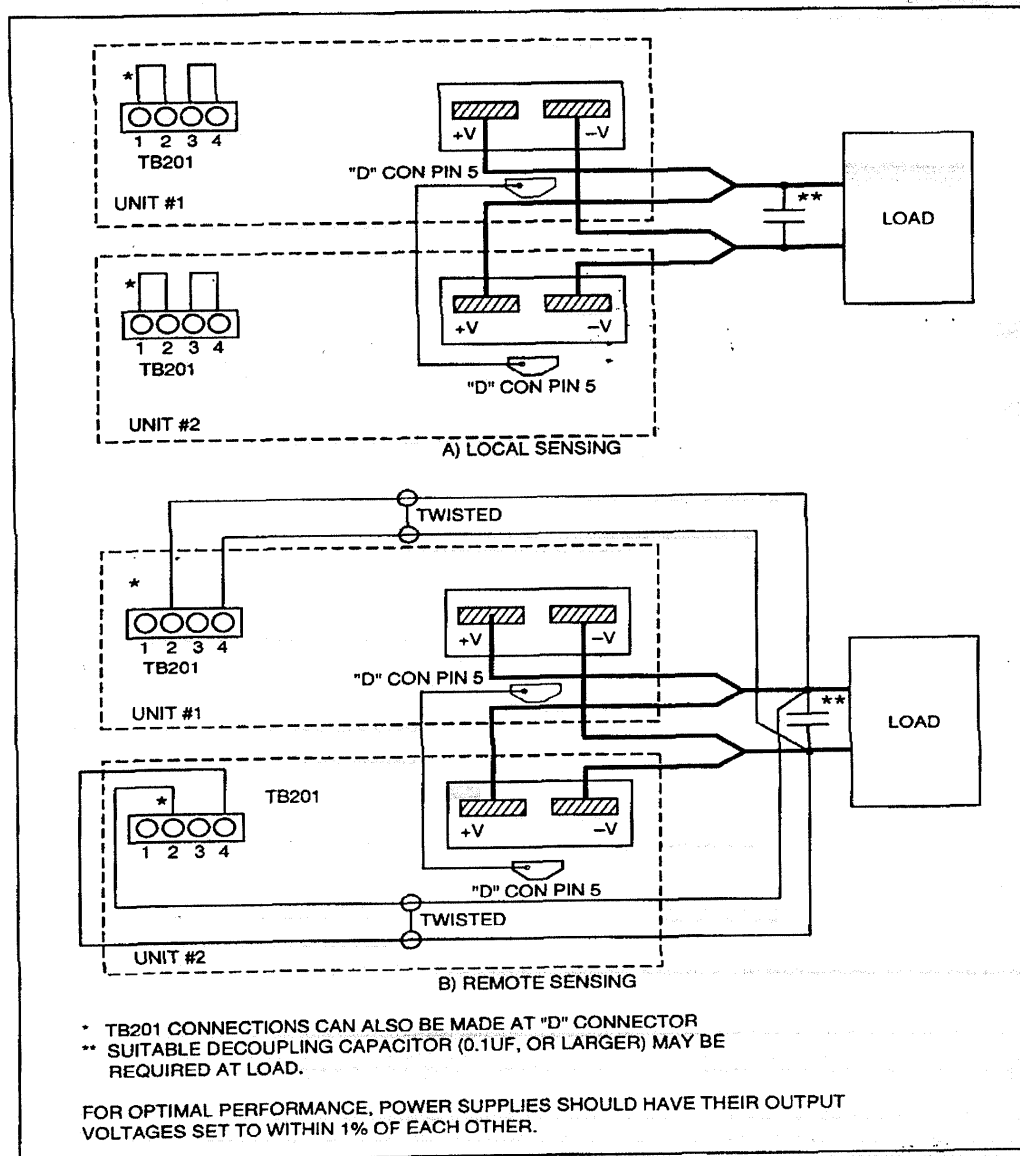 *
1 2 3 4
TB201
+V
-V
"D" CON PIN 5
UNIT #1
**
LOAD
*
1 2 3 4
TB201
+V
-V
"D" CON PIN 5
UNIT #2
A) LOCAL SENSING
TWISTED
*
1 2 3 4
TB201
+V
-V
"D" CON PIN 5
UNIT #1
**
LOAD
*
TB201
1 2 3 4
+V
-V
"D" CON PIN 5
TWISTED
UNIT #2
B) REMOTE SENSING
* TB201 CONNECTIONS CAN ALSO BE MADE AT "D" CONNECTOR
** SUITABLE DECOUPLING CAPACITOR (0.1UF, OR LARGER) MAY BE
REQUIRED AT LOAD.
FOR OPTIMAL PERFORMANCE, POWER SUPPLIES SHOULD HAVE THEIR OUTPUT
VOLTAGES SET TO WITHIN 1% OF EACH OTHER.